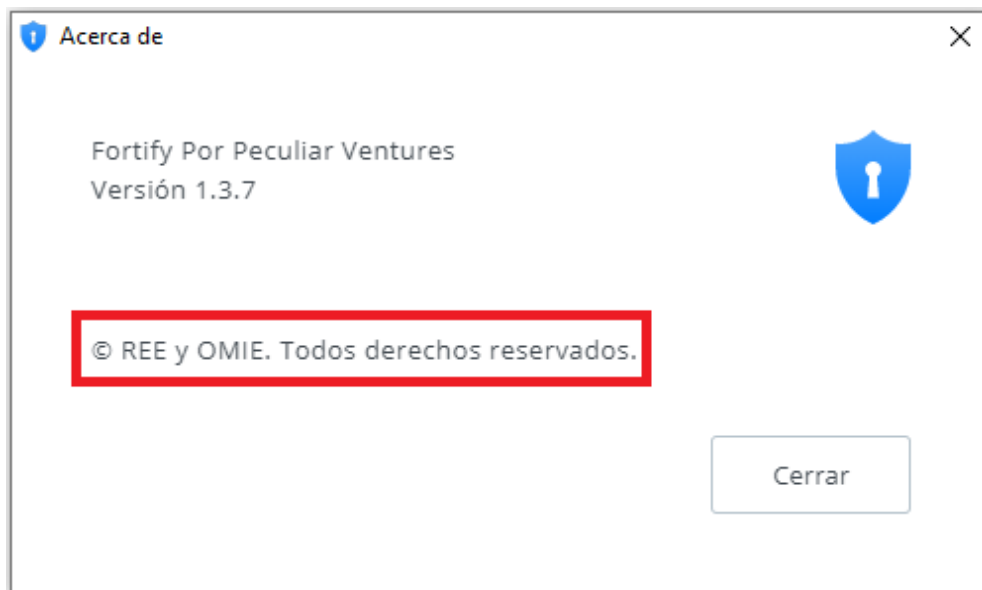 Acerca de
Fortify Por Peculiar Ventures
Versión 1.3.7
© REE y OMIE. Todos derechos reservados.
Cerrar